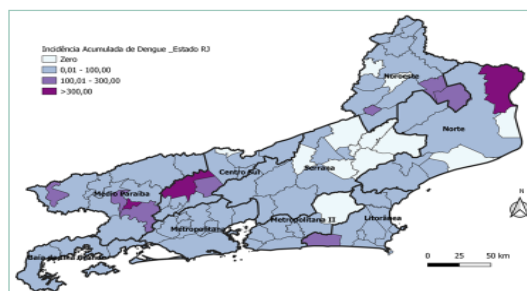 Incidência Acumulada de Dengue _Estado RJ
Zero
0,01 - 100,00
100,01 - 300,00
>300,00
Noroeste
Norte
Centro Sul
Serrana
Médio Paraíba
Metropolitana II
Litorânea
N
0 25 50 km